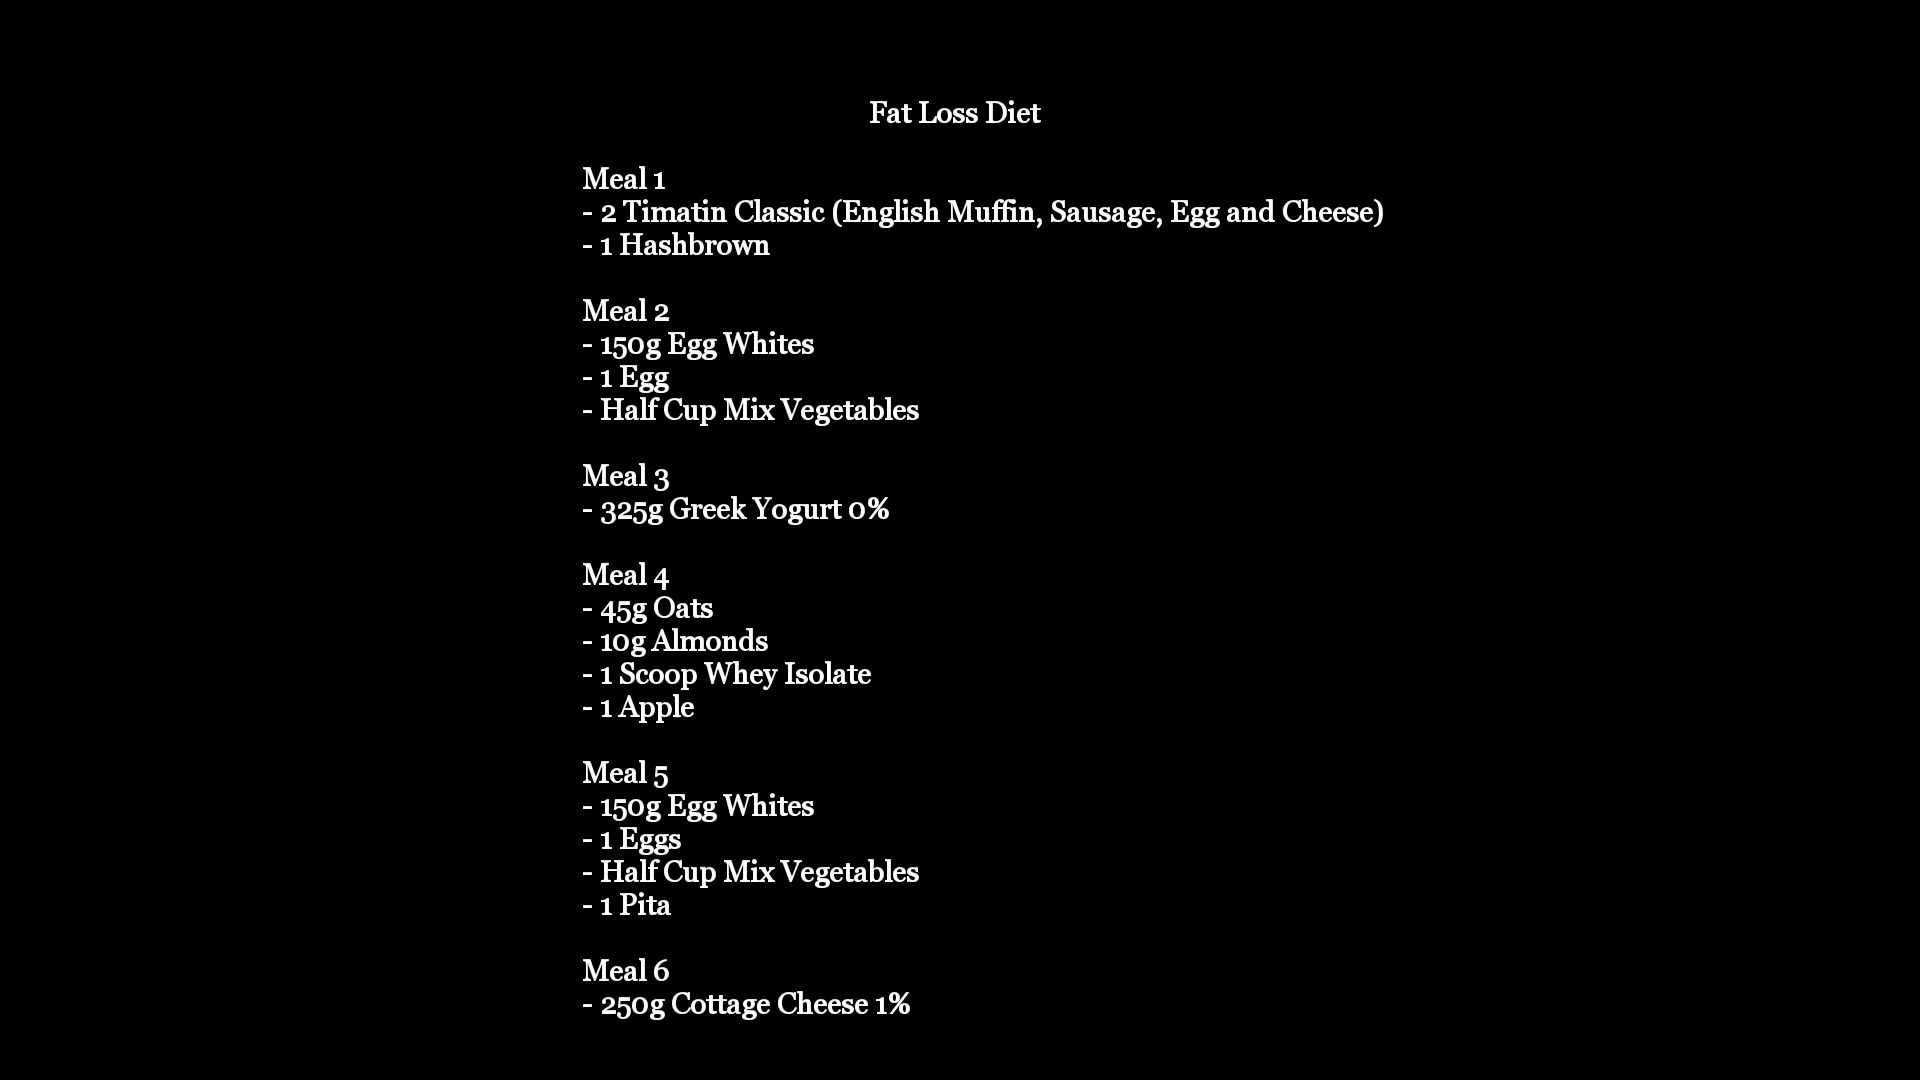 Fat Loss Diet
Meal 1
- 2 Timatin Classic (English Muffin, Sausage, Egg and Cheese)
- 1 Hashbrown
Meal 2
- 150g Egg Whites
- 1 Egg
- Half Cup Mix Vegetables
Meal 3
- 325g Greek Yogurt 0%
Meal 4
- 45g Oats
- 10g Almonds
- 1 Scoop Whey Isolate
- 1 Apple
Meal 5
- 150g Egg Whites
- 1 Eggs
- Half Cup Mix Vegetables
- 1 Pita
Meal 6
- 250g Cottage Cheese 1%